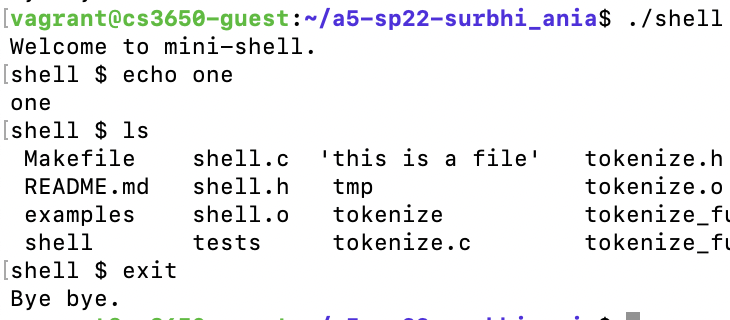 [vagrant@cs3650-guest:~/a5-sp22-surbhi_ania$ ./shell
Welcome to mini-shell.
[shell $ echo one
one
[shell $ ls
Makefile shell.c 'this is a file' tokenize.h
README.md shell.h tmp tokenize.o
examples shell.o tokenize tokenize_fu
shell tests tokenize.c tokenize_fu
[shell $ exit
Bye bye.